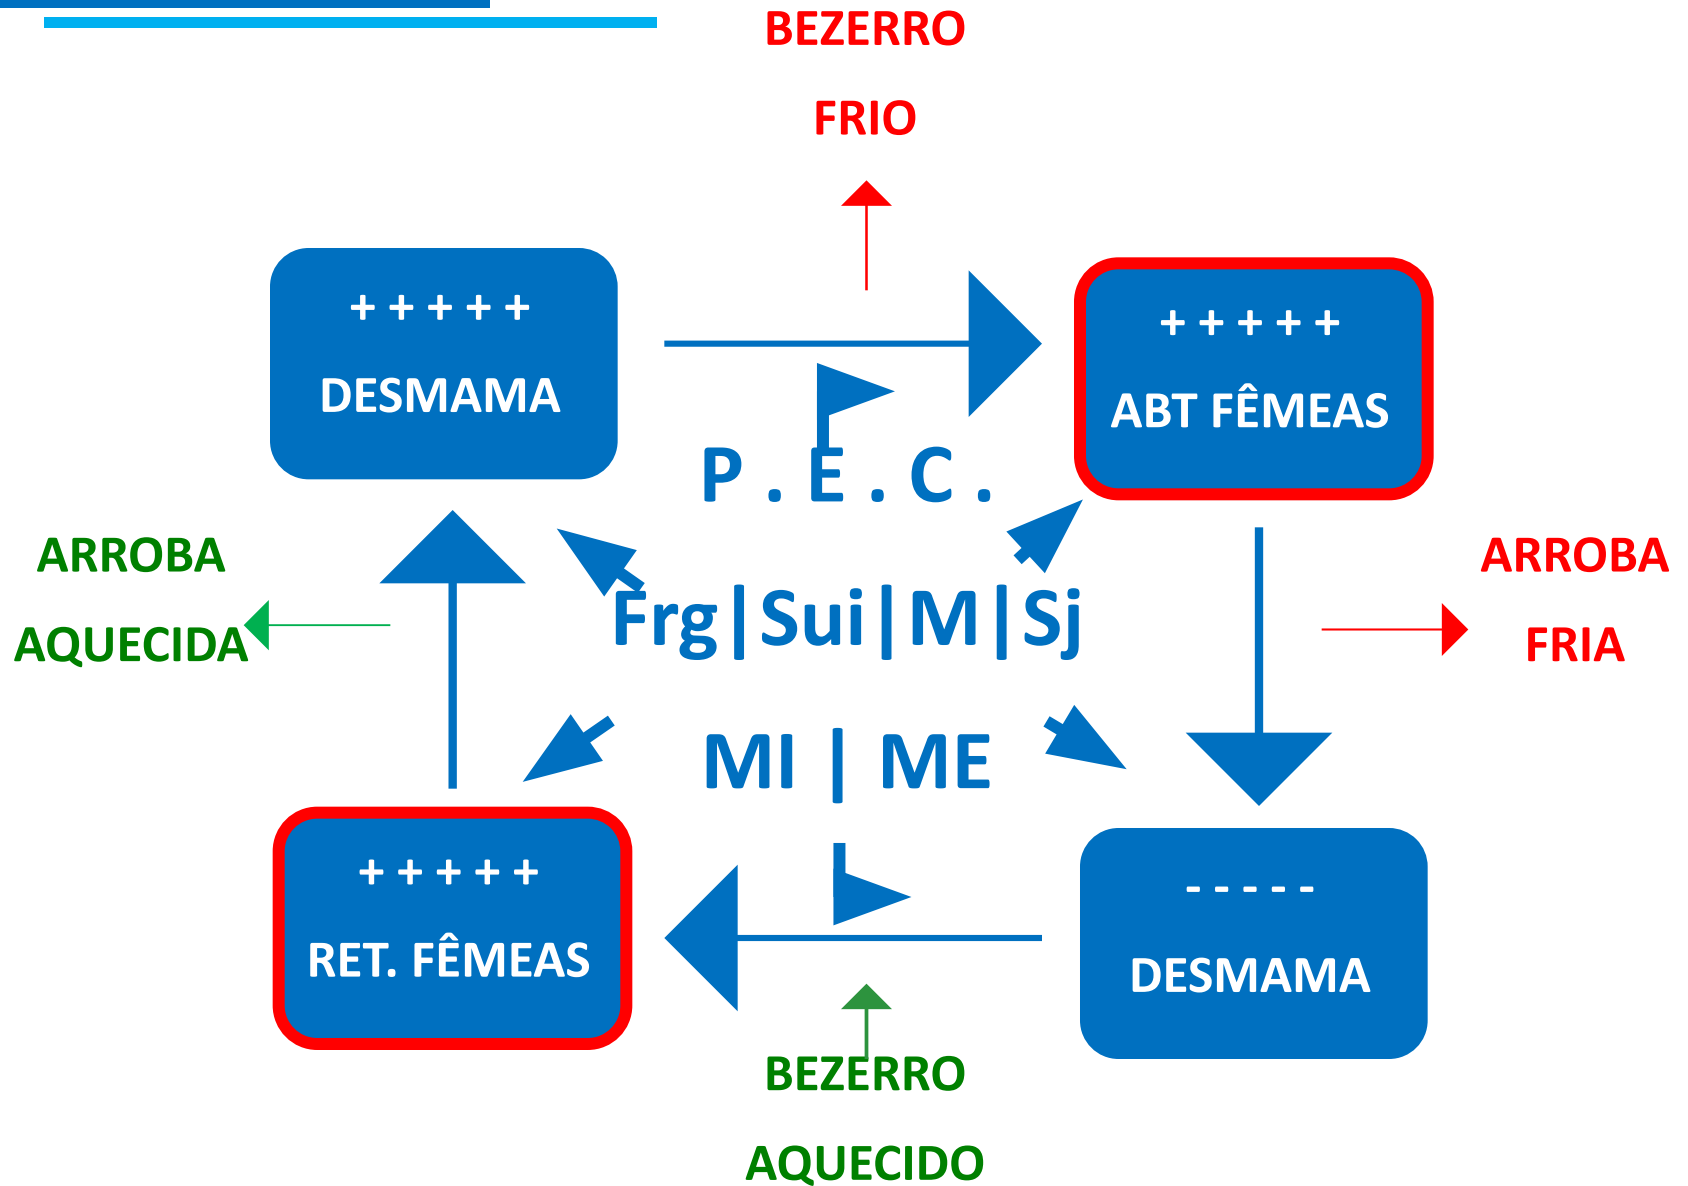 BEZERRO
FRIO
+ + + + +
DESMAMA
+ + + + +
ABT FÊMEAS
P . E . C .
ARROBA
AQUECIDA
Frg|Sui|M|Sj
ARROBA
FRIA
MI | ME
+ + + + +
RET. FÊMEAS
- - - - -
DESMAMA
BEZERRO
AQUECIDO